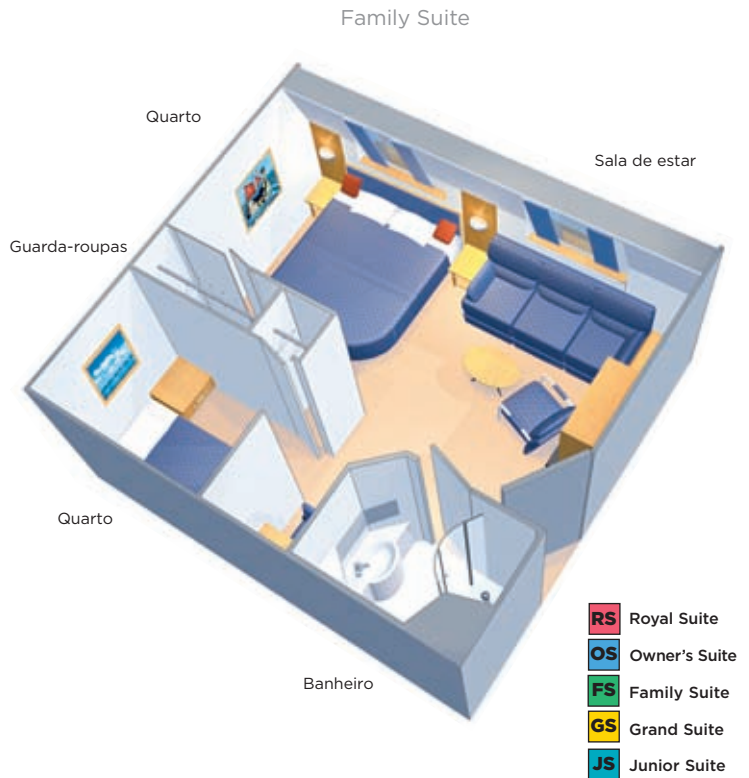 Family Suite
Quarto
Sala de estar
Guarda-roupas
Quarto
Banheiro
RS Royal Suite
OS Owner's Suite
FS Family Suite
GS Grand Suite
JS Junior Suite